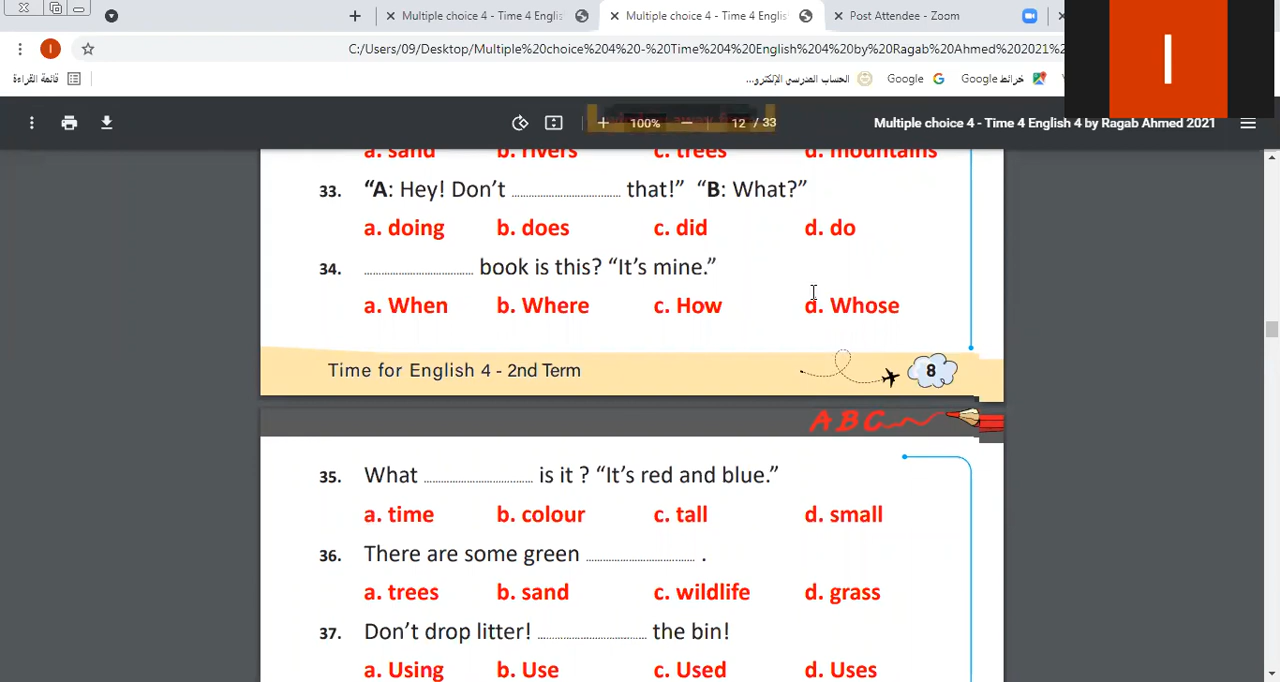 Multiple choice 4 - Time 4 Englis
Multiple choice 4 - Time 4 Englis
Post Attendee - Zoom
C:/Users/09/Desktop/Multiple%20choice%204%20-%20Time%204%20English%204%20by%20Ragab%20Ahmed%202021
I
I
قائمة القراءة
الحساب المدرسي الإلكترو...
Google
خرائط Google
100%
12 / 33
Multiple choice 4 - Time 4 English 4 by Ragab Ahmed 2021
a. sand b. rivers c. trees d. mountains
33. “A: Hey! Don’t .............................. that!” “B: What?”
a. doing b. does c. did d. do
34. .............................. book is this? “It’s mine.”
a. When b. Where c. How d. Whose
Time for English 4 - 2nd Term
8
ABC
35. What .............................. is it ? “It’s red and blue.”
a. time b. colour c. tall d. small
36. There are some green .............................. .
a. trees b. sand c. wildlife d. grass
37. Don’t drop litter! .............................. the bin!
a. Using b. Use c. Used d. Uses